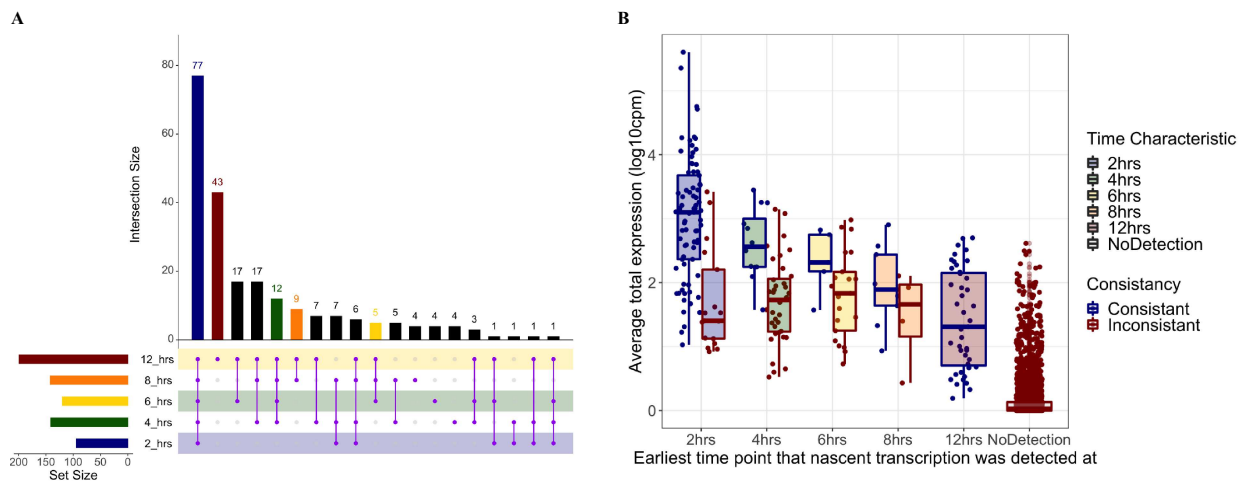 A
B
Intersection Size
80
60
40
20
0
77
43
17
17
12
9
7
7
6
5
5
4
4
4
3
1
1
1
1
12_hrs
8_hrs
6_hrs
4_hrs
2_hrs
200 150 100 50 0
Set Size
Average total expression (log10cpm)
4
2
0
2hrs 4hrs 6hrs 8hrs 12hrs NoDetection
Earliest time point that nascent transcription was detected at
Time Characteristic
2hrs
4hrs
6hrs
8hrs
12hrs
NoDetection
Consistancy
Consistant
Inconsistant